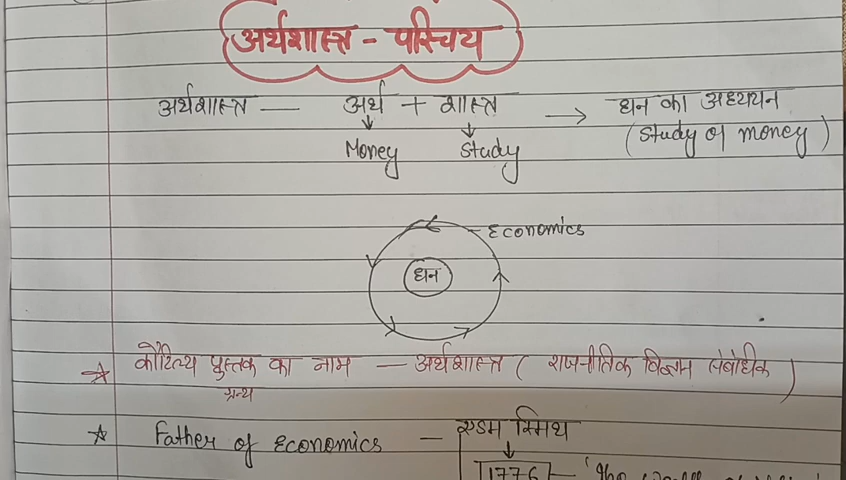 अर्थशास्त्र - परिचय
अर्थशास्त्र — अर्थ + शास्त्र → धन का अध्ययन
Money Study (Study of money)
Economics
धन
कौटिल्य पुस्तक का नाम — अर्थशास्त्र ( राजनीतिक विज्ञान )
ग्रन्थ
Father of Economics — एडम स्मिथ
1776 — "The